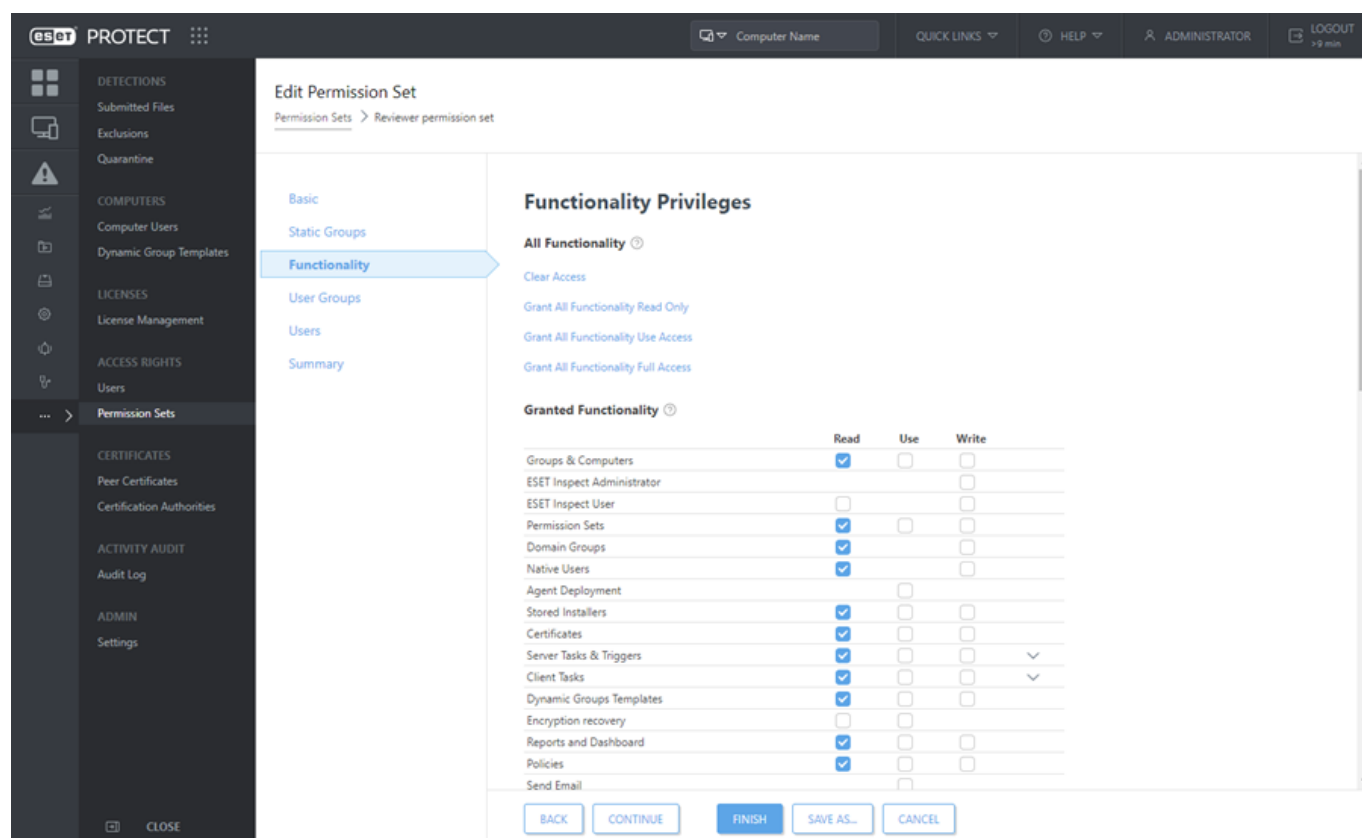 eset PROTECT
Computer Name
QUICK LINKS
HELP
ADMINISTRATOR
LOGOUT
>9 min
DETECTIONS
Submitted Files
Exclusions
Quarantine
COMPUTERS
Computer Users
Dynamic Group Templates
LICENSES
License Management
ACCESS RIGHTS
Users
Permission Sets
CERTIFICATES
Peer Certificates
Certification Authorities
ACTIVITY AUDIT
Audit Log
ADMIN
Settings
CLOSE
Edit Permission Set
Permission Sets > Reviewer permission set
Basic
Static Groups
Functionality
User Groups
Users
Summary
Functionality Privileges
All Functionality
Clear Access
Grant All Functionality Read Only
Grant All Functionality Use Access
Grant All Functionality Full Access
Granted Functionality
Read Use Write
Groups & Computers
ESET Inspect Administrator
ESET Inspect User
Permission Sets
Domain Groups
Native Users
Agent Deployment
Stored Installers
Certificates
Server Tasks & Triggers
Client Tasks
Dynamic Groups Templates
Encryption recovery
Reports and Dashboard
Policies
Send Email
BACK CONTINUE FINISH SAVE AS... CANCEL